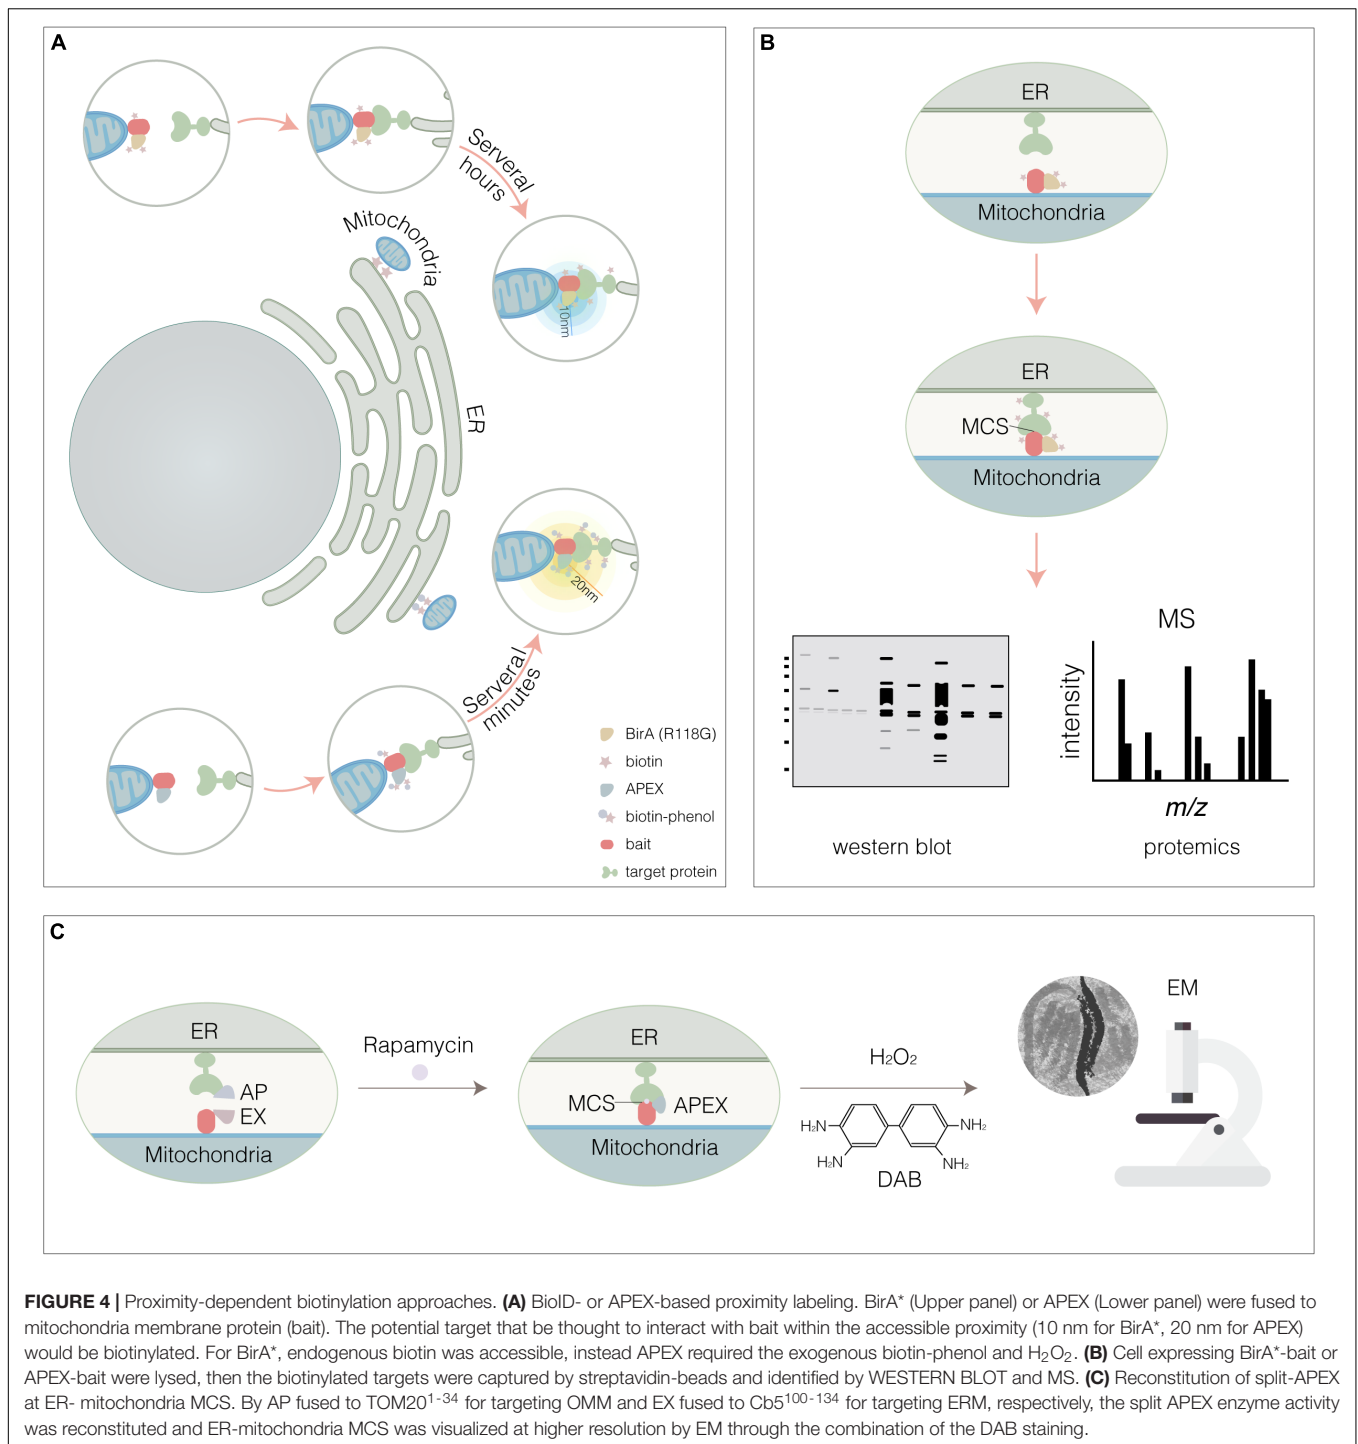 A
Serveral
hours
Mitochondria
10nm
ER
20nm
Serveral
minutes
BirA (R118G)
biotin
APEX
biotin-phenol
bait
target protein
B
ER
Mitochondria
ER
MCS
Mitochondria
MS
intensity
m/z
western blot
protemics
C
ER
AP
EX
Mitochondria
Rapamycin
ER
MCS
APEX
Mitochondria
H₂O₂
H₂N
NH₂
H₂N
NH₂
DAB
EM
FIGURE 4 | Proximity-dependent biotinylation approaches. (A) BioID- or APEX-based proximity labeling. BirA* (Upper panel) or APEX (Lower panel) were fused to
mitochondria membrane protein (bait). The potential target that be thought to interact with bait within the accessible proximity (10 nm for BirA*, 20 nm for APEX)
would be biotinylated. For BirA*, endogenous biotin was accessible, instead APEX required the exogenous biotin-phenol and H₂O₂. (B) Cell expressing BirA*-bait or
APEX-bait were lysed, then the biotinylated targets were captured by streptavidin-beads and identified by WESTERN BLOT and MS. (C) Reconstitution of split-APEX
at ER- mitochondria MCS. By AP fused to TOM20¹⁻³⁴ for targeting OMM and EX fused to Cb5¹⁰⁰⁻¹³⁴ for targeting ERM, respectively, the split APEX enzyme activity
was reconstituted and ER-mitochondria MCS was visualized at higher resolution by EM through the combination of the DAB staining.